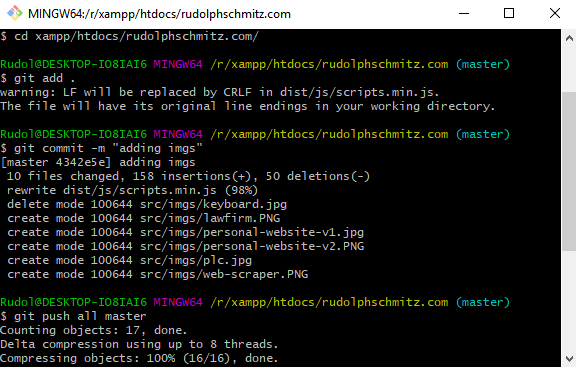 MINGW64:/r/xampp/htdocs/rudolphschmitz.com
$ cd xampp/htdocs/rudolphschmitz.com/
Rudol@DESKTOP-IO8IAI6 MINGW64 /r/xampp/htdocs/rudolphschmitz.com (master)
$ git add .
warning: LF will be replaced by CRLF in dist/js/scripts.min.js.
The file will have its original line endings in your working directory.
Rudol@DESKTOP-IO8IAI6 MINGW64 /r/xampp/htdocs/rudolphschmitz.com (master)
$ git commit -m "adding imgs"
[master 4342e5e] adding imgs
10 files changed, 158 insertions(+), 50 deletions(-)
rewrite dist/js/scripts.min.js (98%)
delete mode 100644 src/imgs/keyboard.jpg
create mode 100644 src/imgs/lawfirm.PNG
create mode 100644 src/imgs/personal-website-v1.jpg
create mode 100644 src/imgs/personal-website-v2.PNG
create mode 100644 src/imgs/plc.jpg
create mode 100644 src/imgs/web-scraper.PNG
Rudol@DESKTOP-IO8IAI6 MINGW64 /r/xampp/htdocs/rudolphschmitz.com (master)
$ git push all master
Counting objects: 17, done.
Delta compression using up to 8 threads.
Compressing objects: 100% (16/16), done.